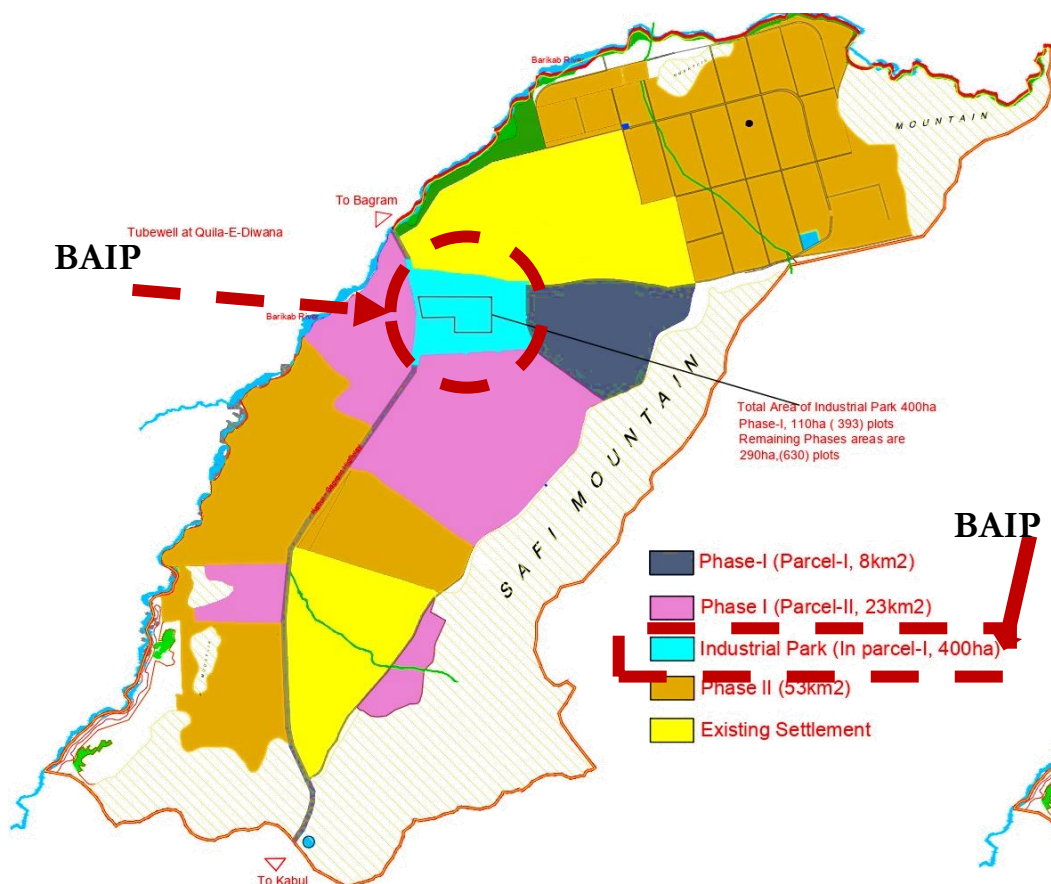 Barikab River
MOUNTAIN
MOUNTAIN
To Bagram
Tubewell at Quila-E-Diwana
BAIP
Barikab River
Total Area of Industrial Park 400ha
Phase-I, 110ha ( 393) plots
Remaining Phases areas are
290ha,(630) plots
SAFI MOUNTAIN
BAIP
Phase-I (Parcel-I, 8km2)
Phase I (Parcel-II, 23km2)
Industrial Park (In parcel-I, 400ha)
Phase II (53km2)
Existing Settlement
MOUNTAIN
To Kabul